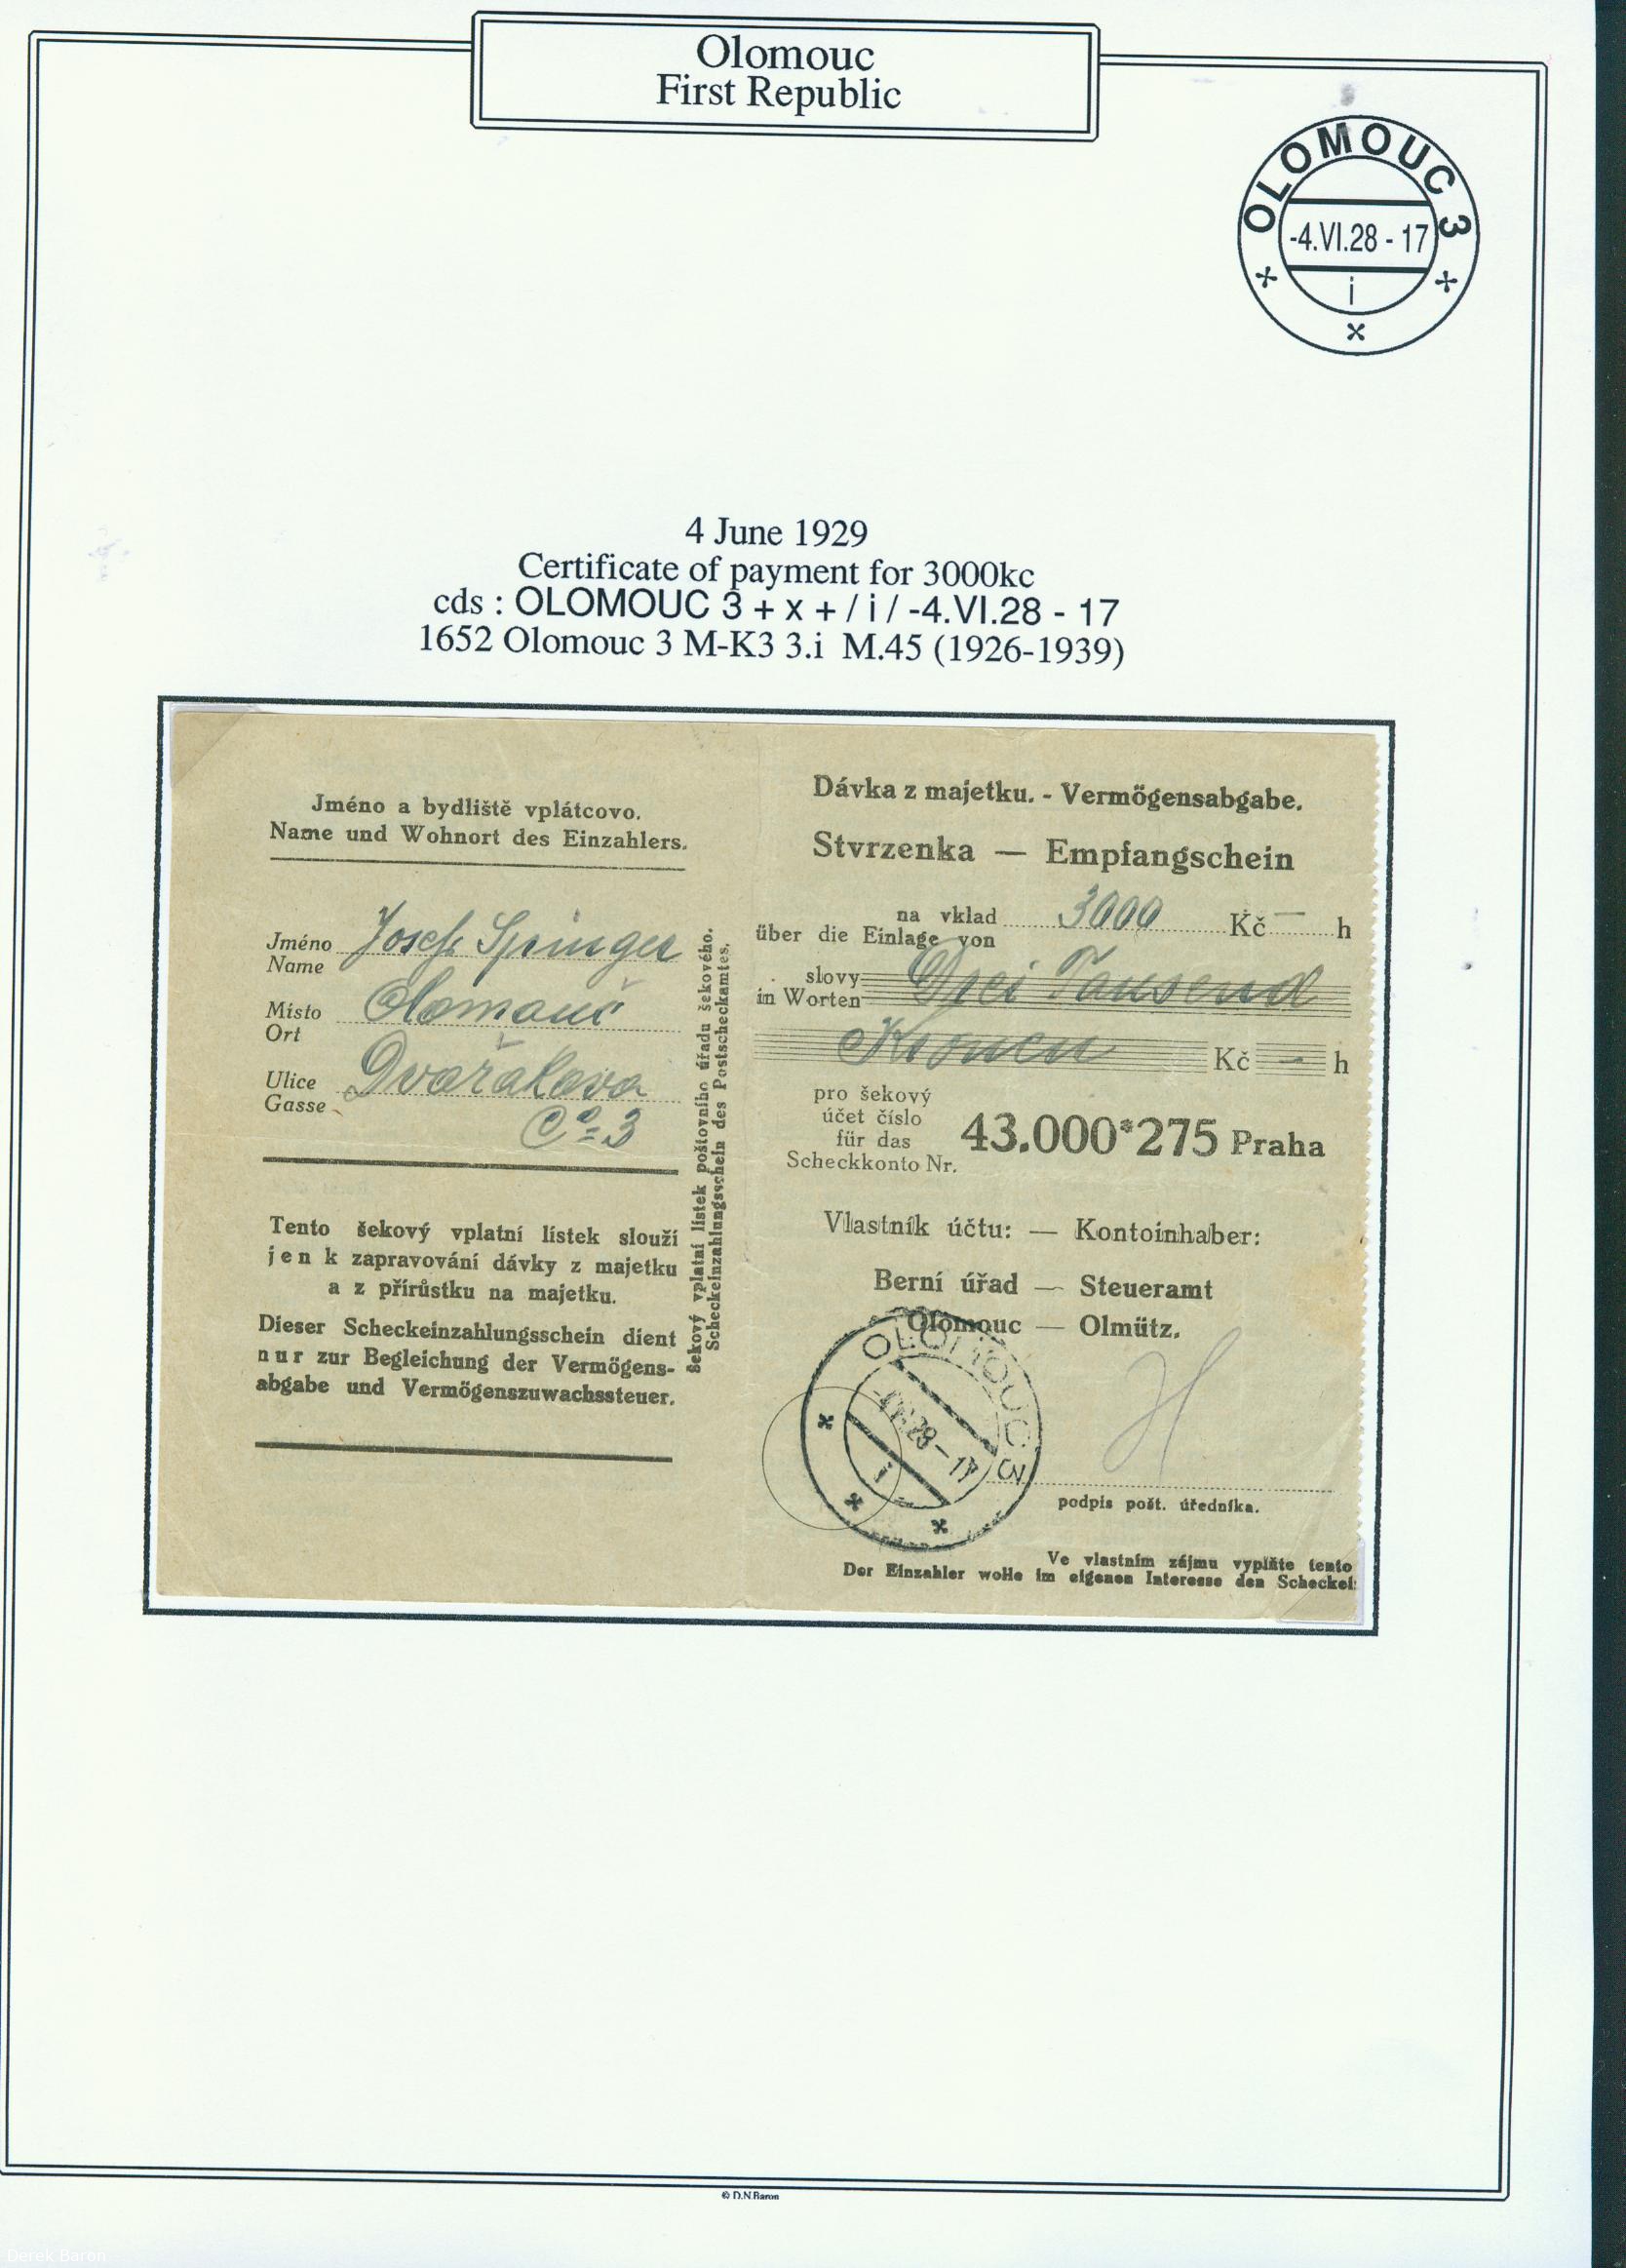 Olomouc
First Republic
OLOMOUC 3
-4.VI.28 - 17
i
4 June 1929
Certificate of payment for 3000kc
cds : OLOMOUC 3 + x + / i / -4.VI.28 - 17
1652 Olomouc 3 M-K3 3.i M.45 (1926-1939)
Jméno a bydliště vplátcovo.
Name und Wohnort des Einzahlers.
Jméno Josef Springer
Name
Místo Olomouc
Ort
Ulice Dvořákova
Gasse
3
Tento šekový vplatní lístek slouží
jen k zapravování dávky z majetku
a z přírůstku na majetku.
Dieser Scheckeinzahlungsschein dient
nur zur Begleichung der Vermögens-
abgabe und Vermögenszuwachssteuer.
šekový vplatní lístek poštovního úřadu šekového.
Scheckeinzahlungsschein des Postscheckamtes.
Dávka z majetku. - Vermögensabgabe.
Stvrzenka — Empfangschein
na vklad 3000 Kč — h
über die Einlage von
slovy Drei Tausend
in Worten
Kronen Kč — h
pro šekový
účet číslo
für das
Scheckkonto Nr.
43.000*275 Praha
Vlastník účtu: — Kontoinhaber:
Berní úřad — Steueramt
Olomouc — Olmütz.
OLOMOUC 3
-4.VI.28 - 17
i
podpis pošt. úředníka.
Ve vlastním zájmu vyplňte tento
Der Einzahler wolle im eigenen Interesse den Scheckei
© D.N.Baron
Derek Baron